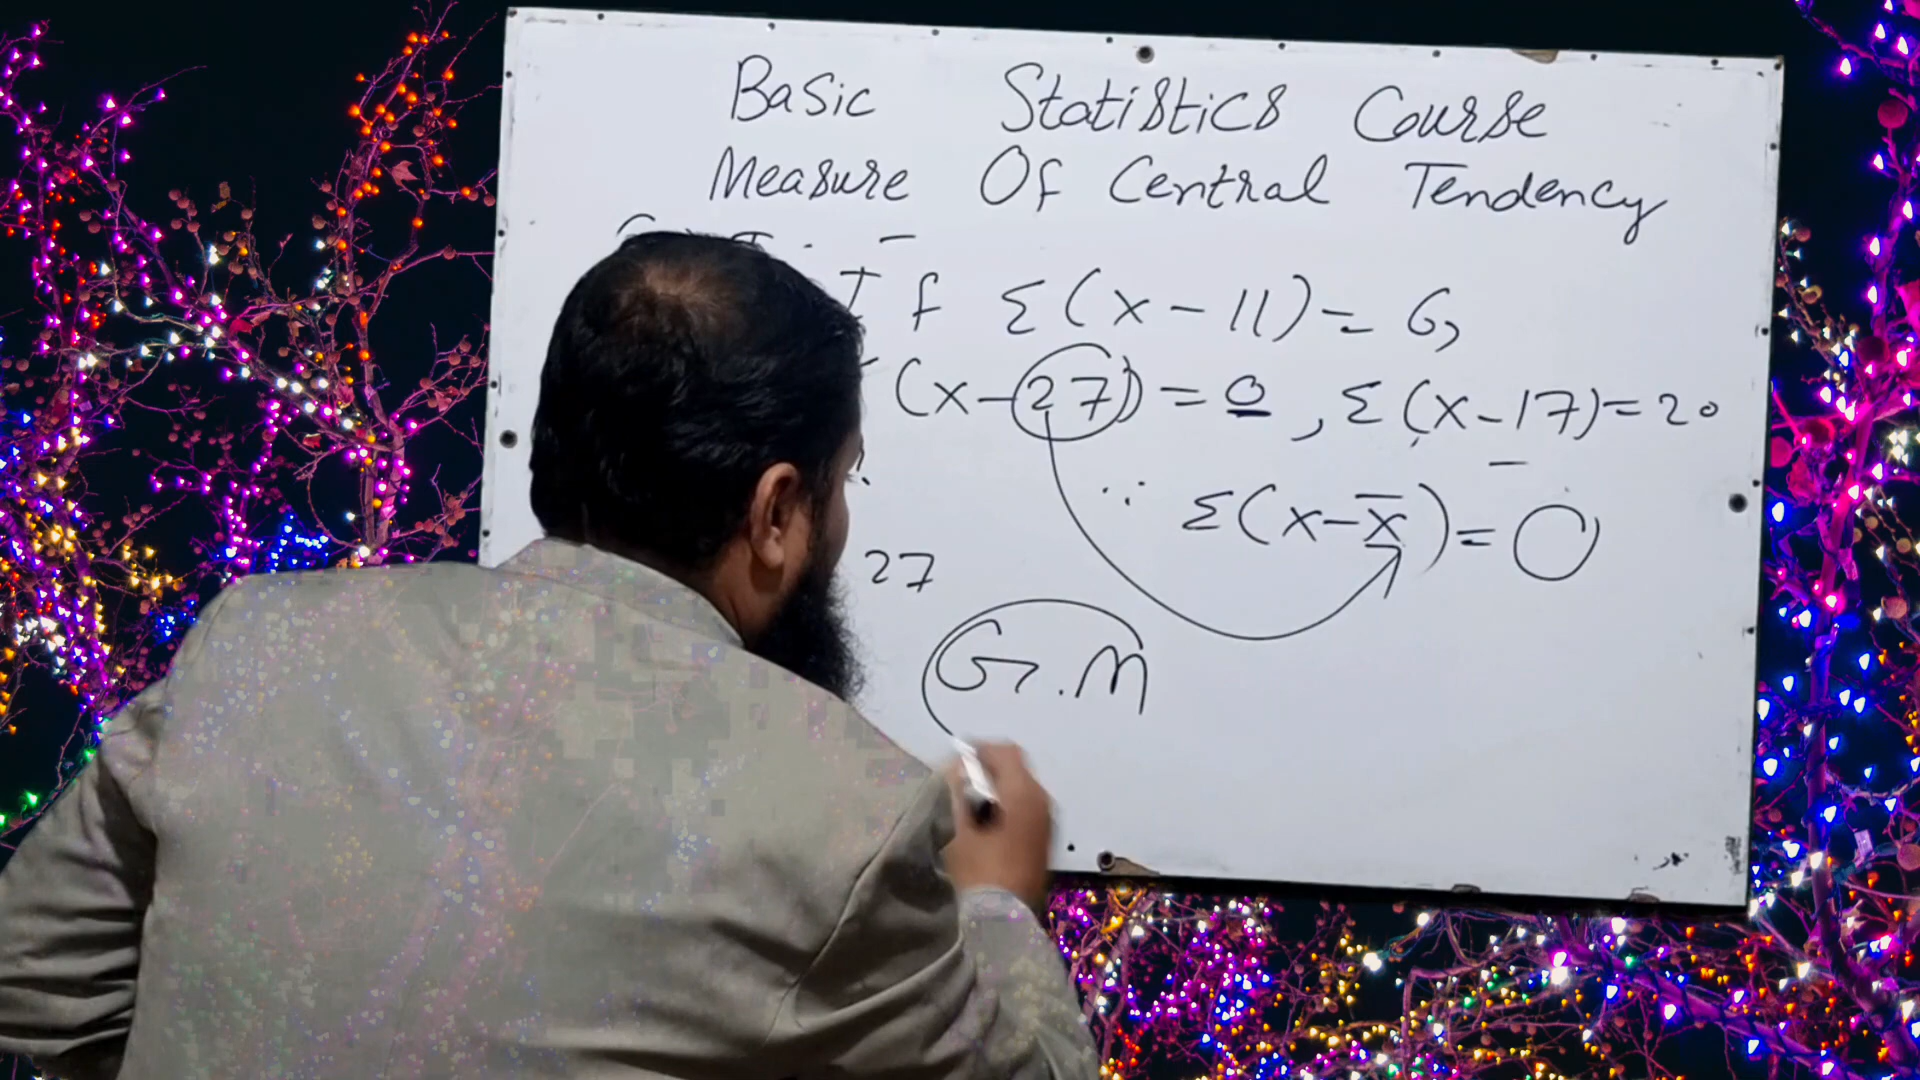 Basic Statistics Course
Measure Of Central Tendency
If Σ(x-11)=6,
(x-27)=0, Σ(x-17)=20
∵ Σ(x-x̄)=0
27
G.M